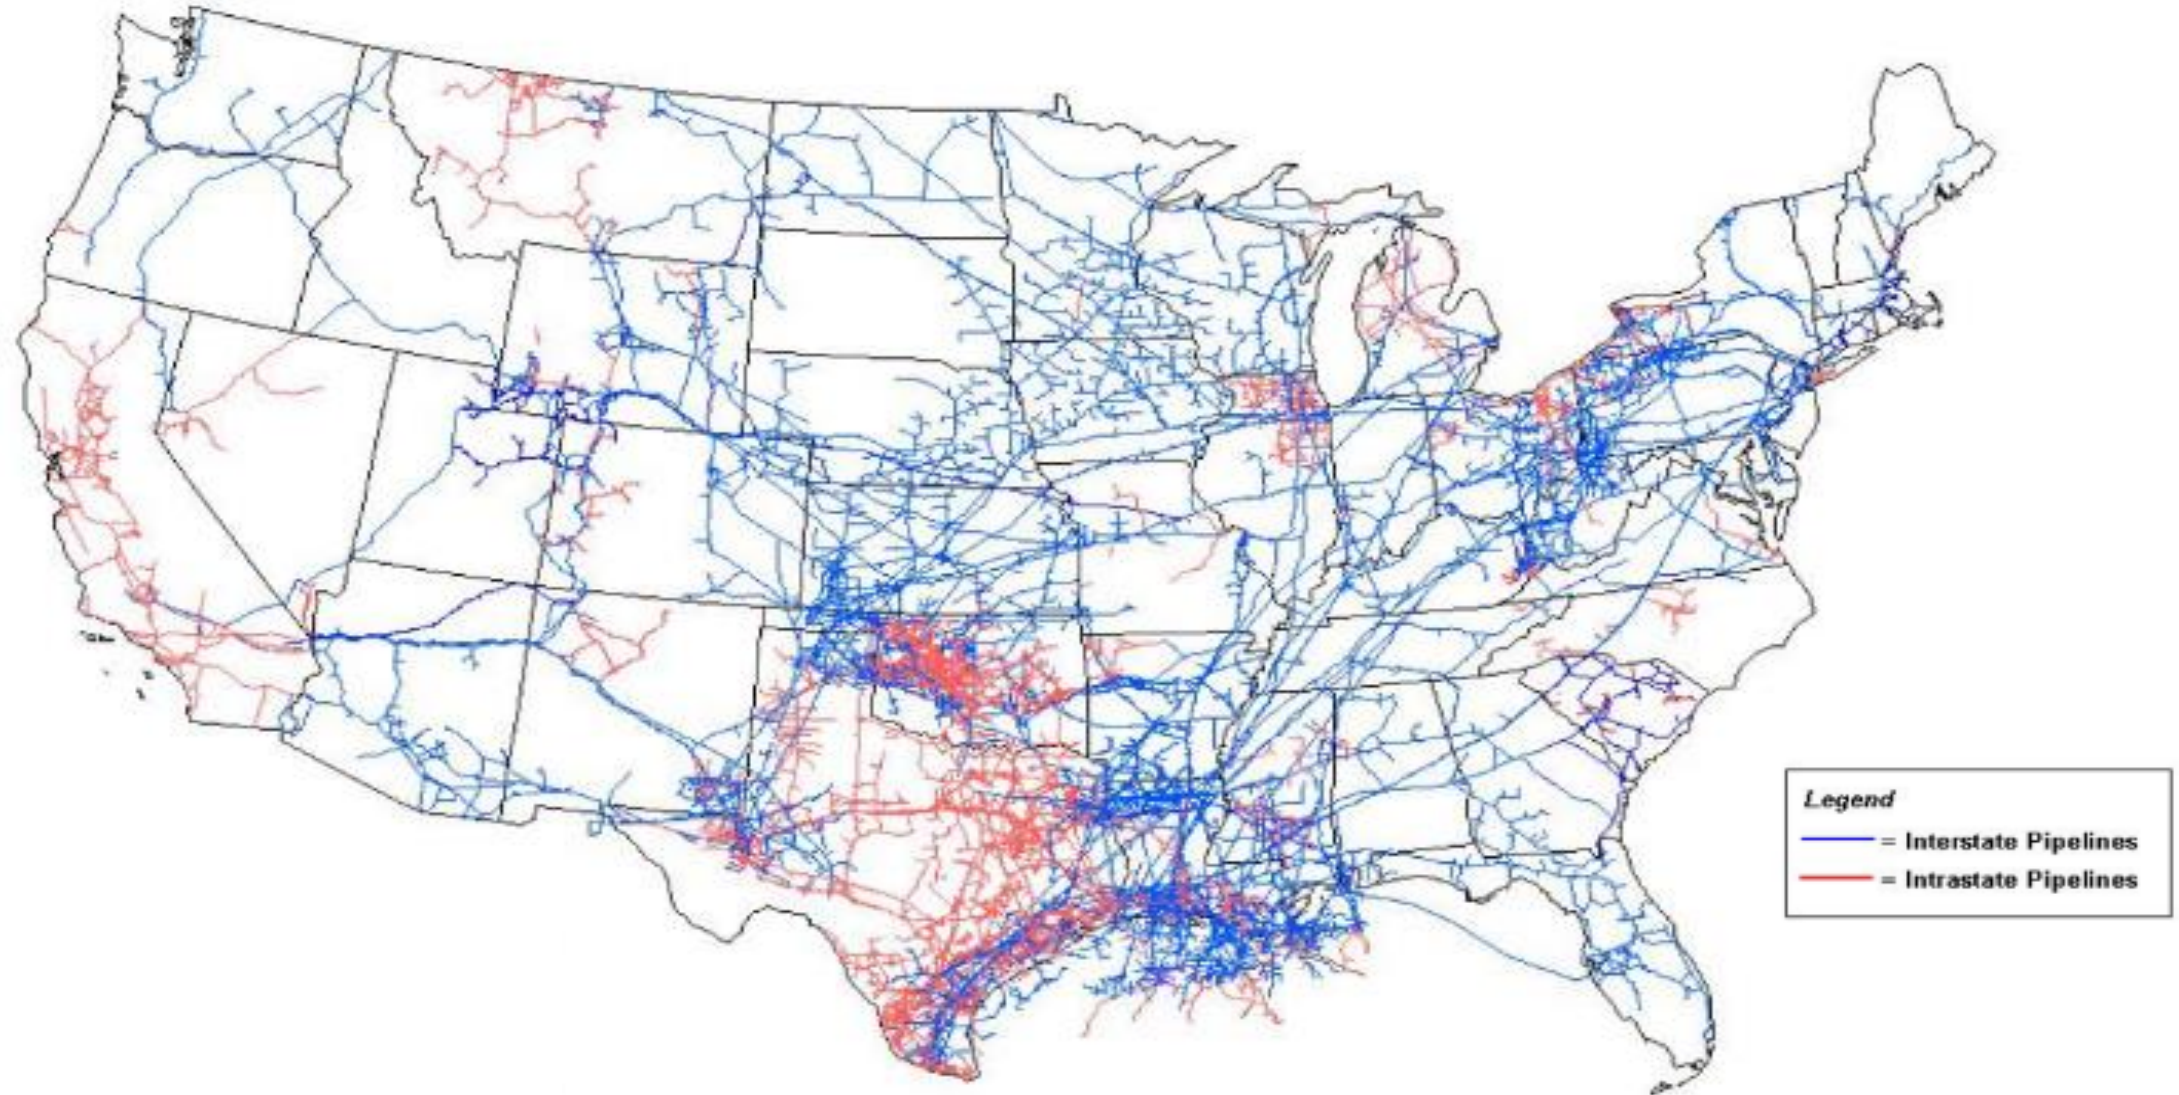 Legend
= Interstate Pipelines
= Intrastate Pipelines